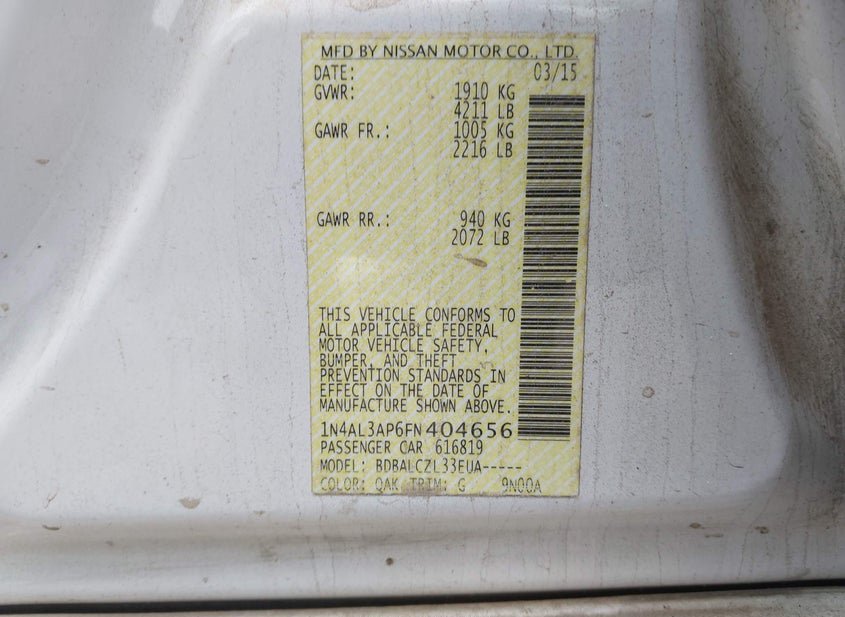 MFD BY NISSAN MOTOR CO., LTD.
DATE: 03/15
GVWR: 1910 KG
4211 LB
GAWR FR.: 1005 KG
2216 LB
GAWR RR.: 940 KG
2072 LB
THIS VEHICLE CONFORMS TO
ALL APPLICABLE FEDERAL
MOTOR VEHICLE SAFETY,
BUMPER, AND THEFT
PREVENTION STANDARDS IN
EFFECT ON THE DATE OF
MANUFACTURE SHOWN ABOVE.
1N4AL3AP6FN404656
PASSENGER CAR 616819
MODEL: BDBALCZL33EUA-----
COLOR: QAK TRIM: G 9N00A